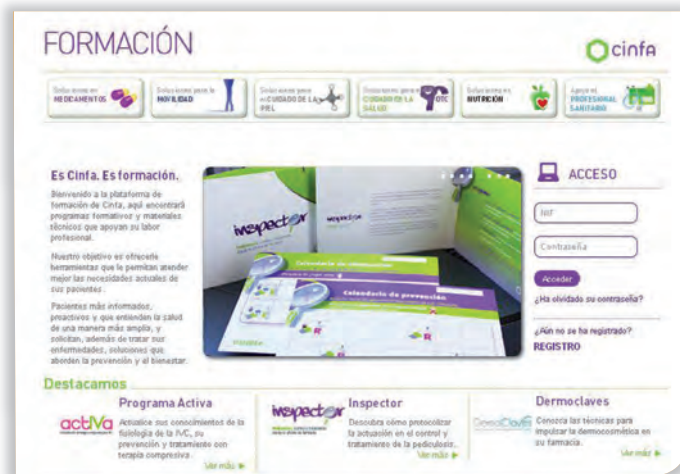 FORMACIÓN
cinfa
Soluciones en
MEDICAMENTOS
Soluciones para la
MOVILIDAD
Soluciones para
el CUIDADO DE LA
PIEL
Soluciones para el
CUIDADO DE LA
SALUD
OTC
Soluciones en
NUTRICIÓN
Apoyo al
PROFESIONAL
SANITARIO
Es Cinfa. Es formación.
Bienvenido a la plataforma de
formación de Cinfa, aquí encontrará
programas formativos y materiales
técnicos que apoyan su labor
profesional.
Nuestro objetivo es ofrecerle
herramientas que le permitan atender
mejor las necesidades actuales de
sus pacientes.
Pacientes más informados,
proactivos y que entienden la salud
de una manera más amplia, y
solicitan, además de tratar sus
enfermedades, soluciones que
aborden la prevención y el bienestar.
inspector
inspector
Calendario de prevención
ACCESO
NIF
Contraseña
Acceder
¿Ha olvidado su contraseña?
¿Aún no se ha registrado?
REGISTRO
Destacamos
actIVa
Programa Activa
Actualice sus conocimientos de la
fisiología de la IVC, su
prevención y tratamiento con
terapia compresiva.
Ver más
inspector
Inspector
Descubra cómo protocolizar
la actuación en el control y
tratamiento de la pediculosis.
Ver más
DermoClaves
Dermoclaves
Conozca las técnicas para
impulsar la dermocosmética en
su farmacia.
Ver más